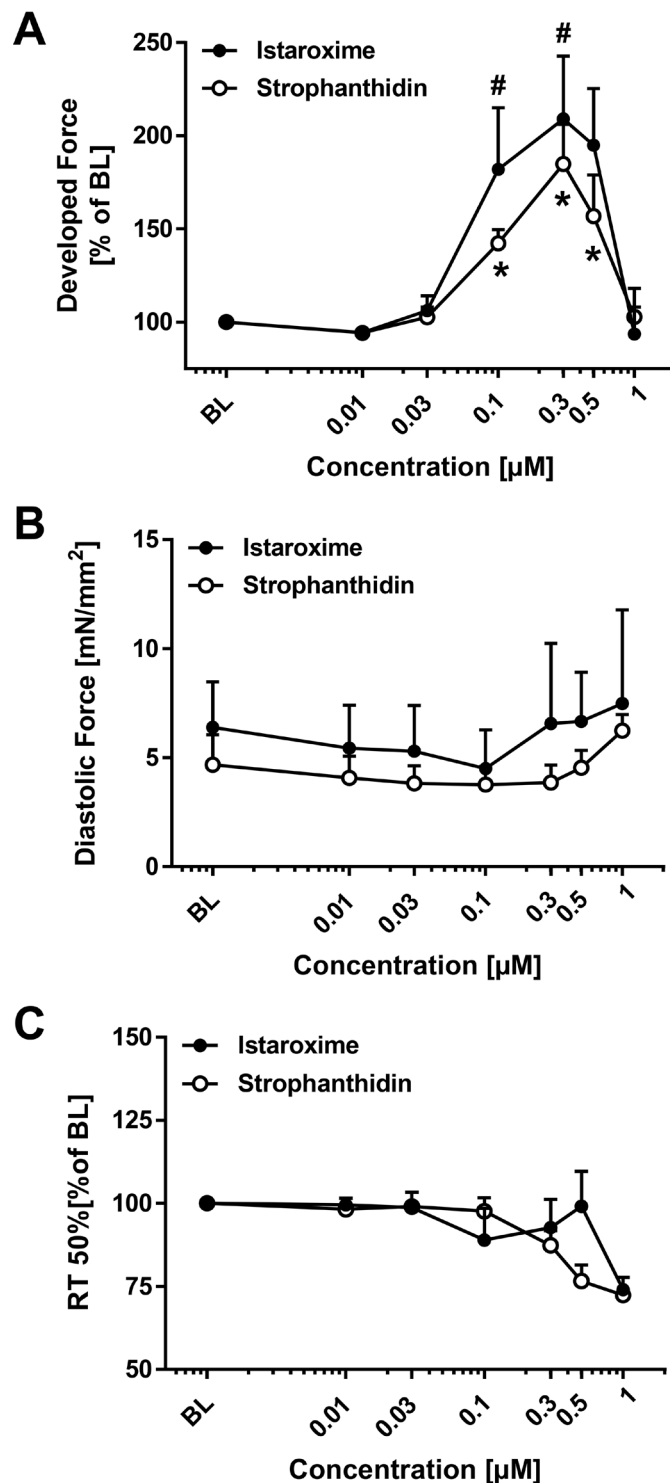 A
Developed Force
[% of BL]
250
200
150
100
Istaroxime
Strophanthidin
#
#
*
*
*
BL
0.01
0.03
0.1
0.3
0.5
1
Concentration [µM]
B
Diastolic Force [mN/mm²]
15
10
5
0
Istaroxime
Strophanthidin
BL
0.01
0.03
0.1
0.3
0.5
1
Concentration [µM]
C
RT 50%[%of BL]
150
125
100
75
50
Istaroxime
Strophanthidin
BL
0.01
0.03
0.1
0.3
0.5
1
Concentration [µM]